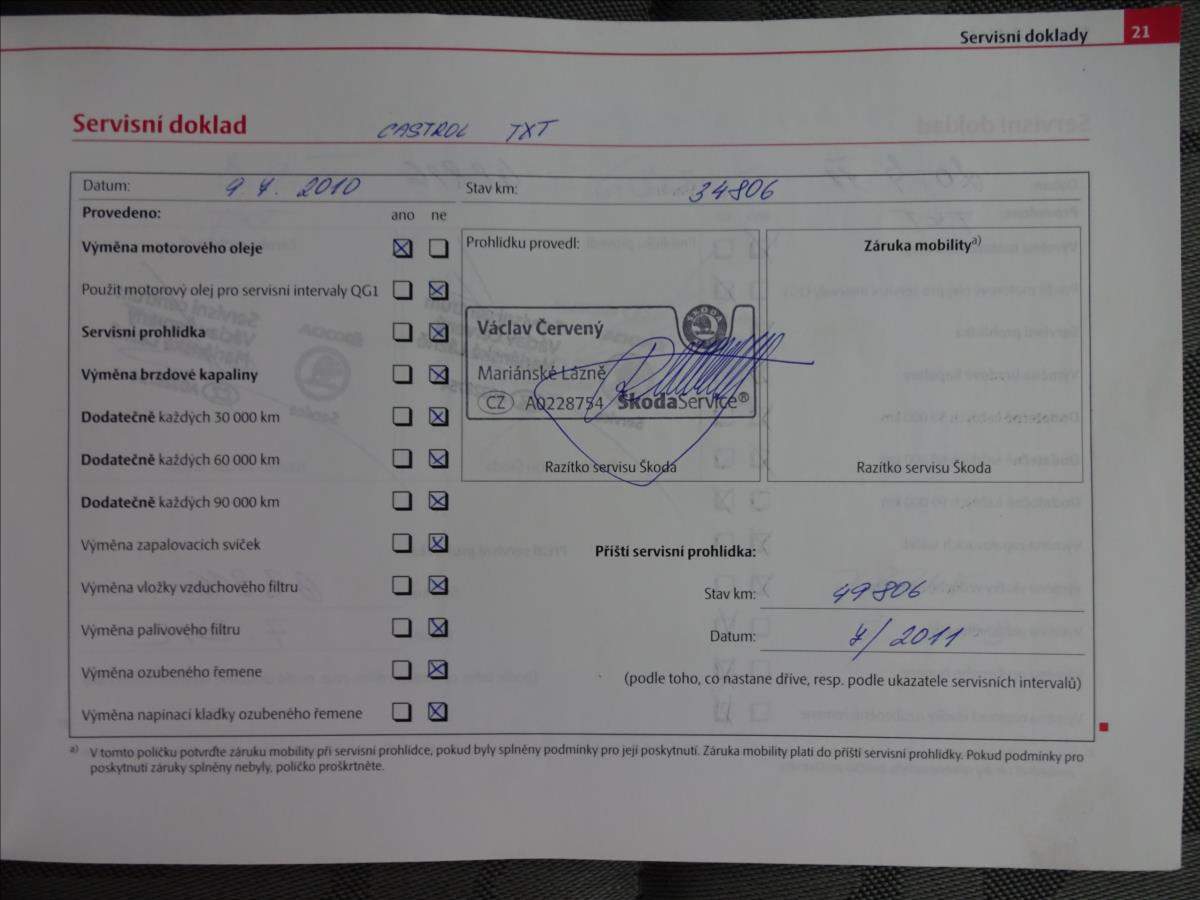 Servisní doklady 21
Servisní doklad CASTROL TXT
Datum: 9 7. 2010 Stav km: 34806
Provedeno: ano ne
Výměna motorového oleje
Použit motorový olej pro servisní intervaly QG1
Servisní prohlídka
Výměna brzdové kapaliny
Dodatečně každých 30 000 km
Dodatečně každých 60 000 km
Dodatečně každých 90 000 km
Výměna zapalovacích svíček
Výměna vložky vzduchového filtru
Výměna palivového filtru
Výměna ozubeného řemene
Výměna napínací kladky ozubeného řemene
Prohlídku provedl:
ŠKODA
Václav Červený
Mariánské Lázně
CZ A0228754 ŠkodaService®
Razítko servisu Škoda
Záruka mobility a)
Razítko servisu Škoda
Příští servisní prohlídka:
Stav km: 49806
Datum: 7/2011
(podle toho, co nastane dříve, resp. podle ukazatele servisních intervalů)
a) V tomto políčku potvrďte záruku mobility při servisní prohlídce, pokud byly splněny podmínky pro její poskytnutí. Záruka mobility platí do příští servisní prohlídky. Pokud podmínky pro
poskytnutí záruky splněny nebyly, políčko proškrtněte.